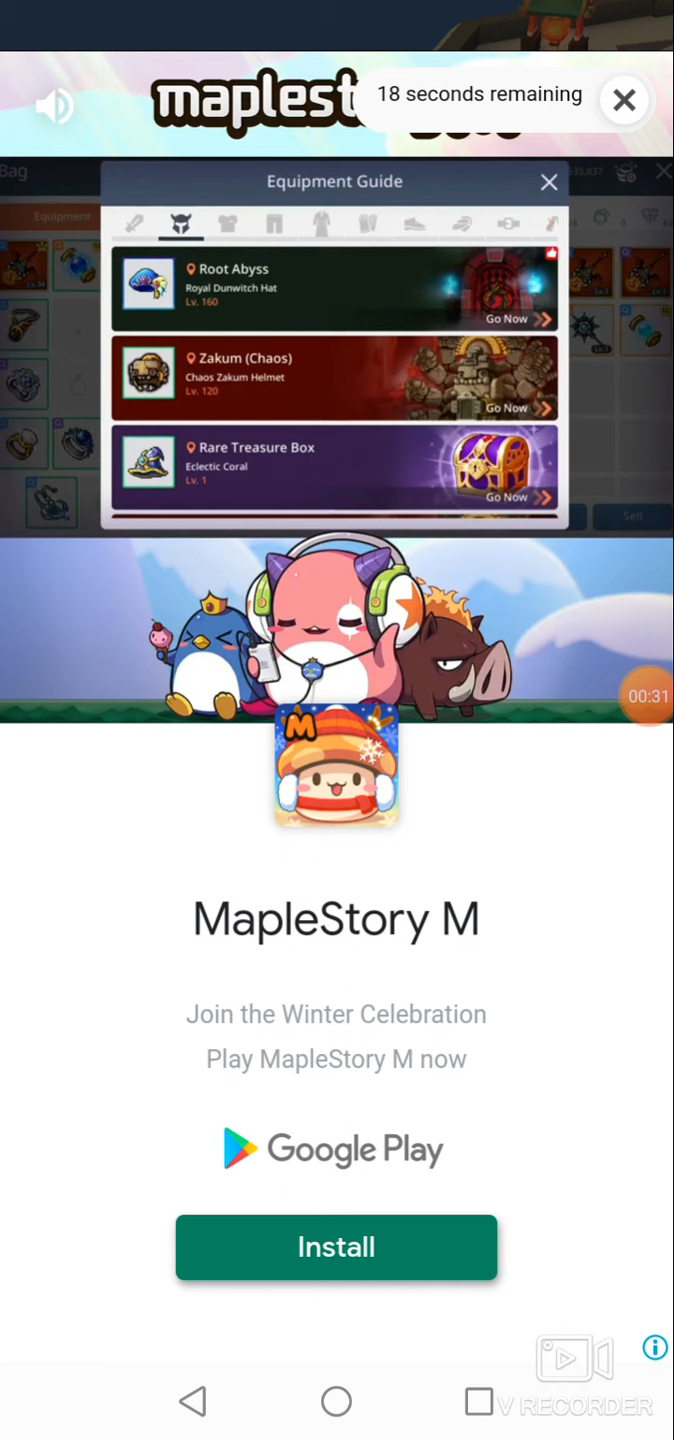 maplest
18 seconds remaining
Bag
Equipment Guide
Equipment
Root Abyss
Royal Dunwitch Hat
Lv. 160
Go Now
Zakum (Chaos)
Chaos Zakum Helmet
Lv. 120
Go Now
Rare Treasure Box
Eclectic Coral
Lv. 1
Go Now
Sell
00:31
M
MapleStory M
Join the Winter Celebration
Play MapleStory M now
Google Play
Install
V RECORDER